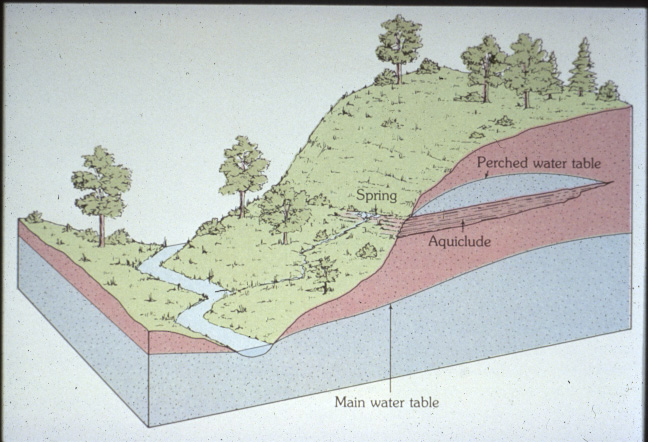 Perched water table
Spring
Aquiclude
Main water table